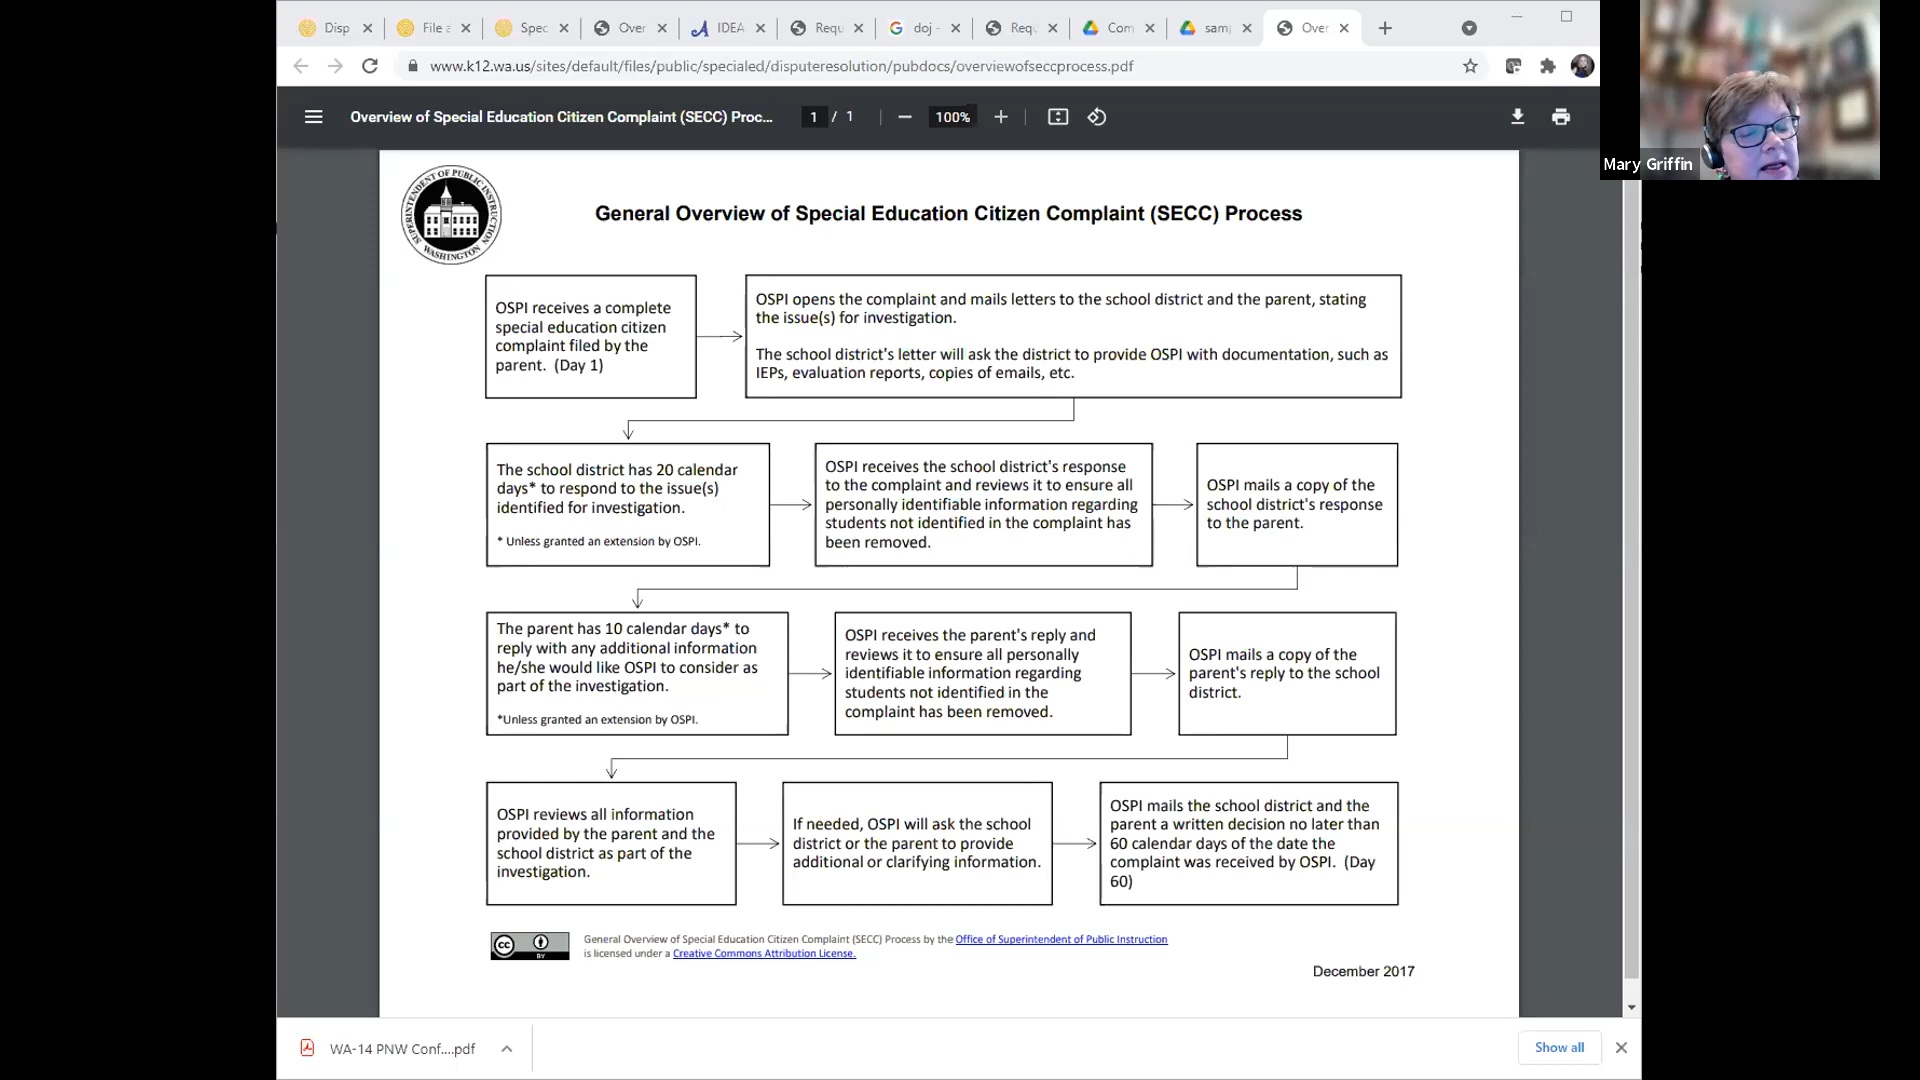 Disp
File a
Spec
Over
IDEA
Requ
doj -
Requ
Com
samp
Over
www.k12.wa.us/sites/default/files/public/specialed/disputeresolution/pubdocs/overviewofseccprocess.pdf
Overview of Special Education Citizen Complaint (SECC) Proc...
1 / 1
100%
Mary Griffin
SUPERINTENDENT OF PUBLIC INSTRUCTION
WASHINGTON
General Overview of Special Education Citizen Complaint (SECC) Process
OSPI receives a complete
special education citizen
complaint filed by the
parent. (Day 1)
OSPI opens the complaint and mails letters to the school district and the parent, stating
the issue(s) for investigation.
The school district's letter will ask the district to provide OSPI with documentation, such as
IEPs, evaluation reports, copies of emails, etc.
The school district has 20 calendar
days* to respond to the issue(s)
identified for investigation.
* Unless granted an extension by OSPI.
OSPI receives the school district's response
to the complaint and reviews it to ensure all
personally identifiable information regarding
students not identified in the complaint has
been removed.
OSPI mails a copy of the
school district's response
to the parent.
The parent has 10 calendar days* to
reply with any additional information
he/she would like OSPI to consider as
part of the investigation.
*Unless granted an extension by OSPI.
OSPI receives the parent's reply and
reviews it to ensure all personally
identifiable information regarding
students not identified in the
complaint has been removed.
OSPI mails a copy of the
parent's reply to the school
district.
OSPI reviews all information
provided by the parent and the
school district as part of the
investigation.
If needed, OSPI will ask the school
district or the parent to provide
additional or clarifying information.
OSPI mails the school district and the
parent a written decision no later than
60 calendar days of the date the
complaint was received by OSPI. (Day
60)
cc
BY
General Overview of Special Education Citizen Complaint (SECC) Process by the Office of Superintendent of Public Instruction
is licensed under a Creative Commons Attribution License.
December 2017
WA-14 PNW Conf....pdf
Show all